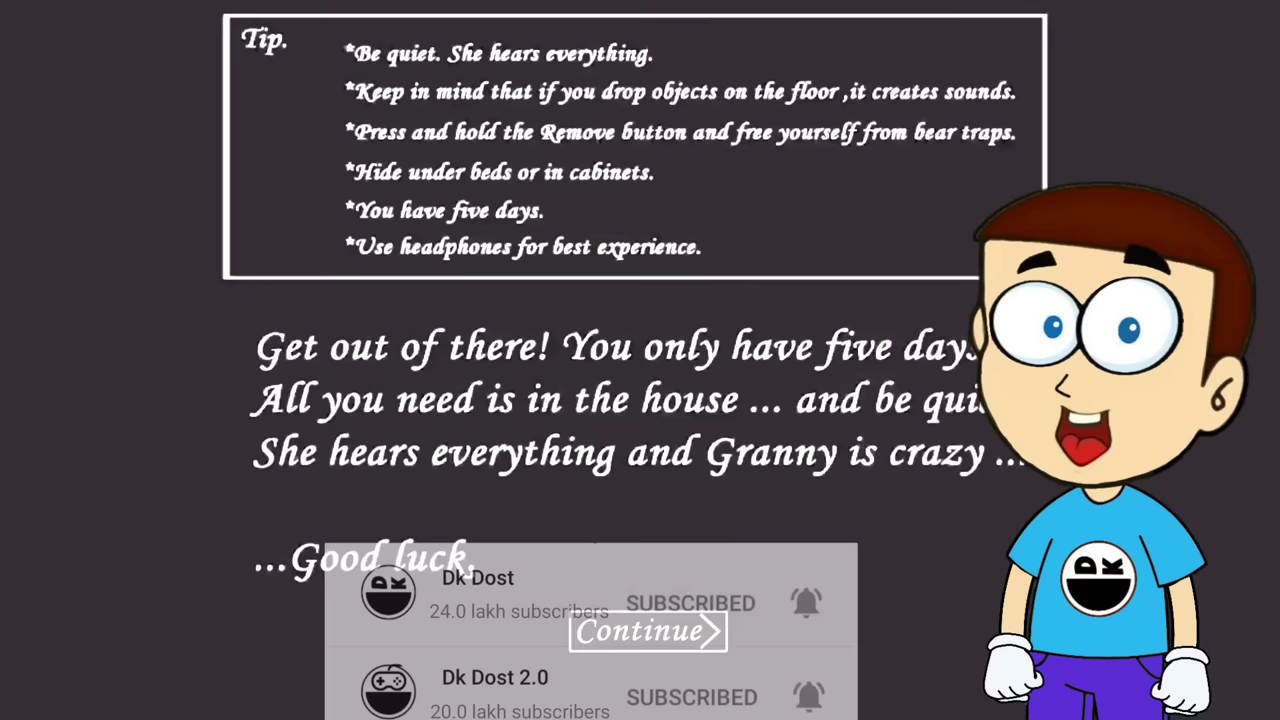 Tip.
*Be quiet. She hears everything.
*Keep in mind that if you drop objects on the floor ,it creates sounds.
*Press and hold the Remove button and free yourself from bear traps.
*Hide under beds or in cabinets.
*You have five days.
*Use headphones for best experience.
Get out of there! You only have five days
All you need is in the house ... and be qui
She hears everything and Granny is crazy ...
...Good luck.
Dk Dost
24.0 lakh subscribers
SUBSCRIBED
Continue
Dk Dost 2.0
20.0 lakh subscribers
SUBSCRIBED
DK